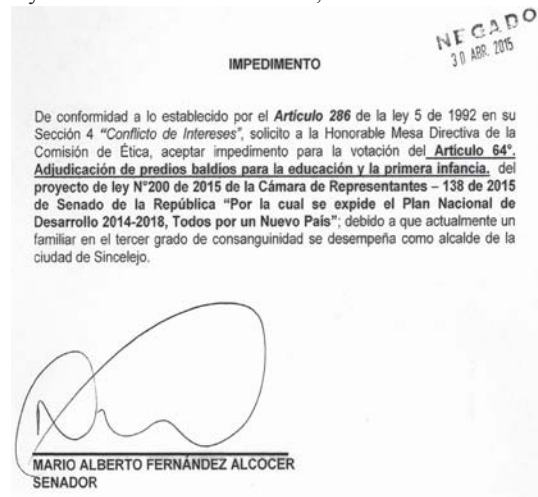 NEGADO
30 ABR. 2015
IMPEDIMENTO
De conformidad a lo establecido por el Artículo 286 de la ley 5 de 1992 en su
Sección 4 "Conflicto de Intereses", solicito a la Honorable Mesa Directiva de la
Comisión de Ética, aceptar impedimento para la votación del Artículo 64°.
Adjudicación de predios baldíos para la educación y la primera infancia. del
proyecto de ley N°200 de 2015 de la Cámara de Representantes – 138 de 2015
de Senado de la República "Por la cual se expide el Plan Nacional de
Desarrollo 2014-2018, Todos por un Nuevo País"; debido a que actualmente un
familiar en el tercer grado de consanguinidad se desempeña como alcalde de la
ciudad de Sincelejo.
MARIO ALBERTO FERNÁNDEZ ALCOCER
SENADOR